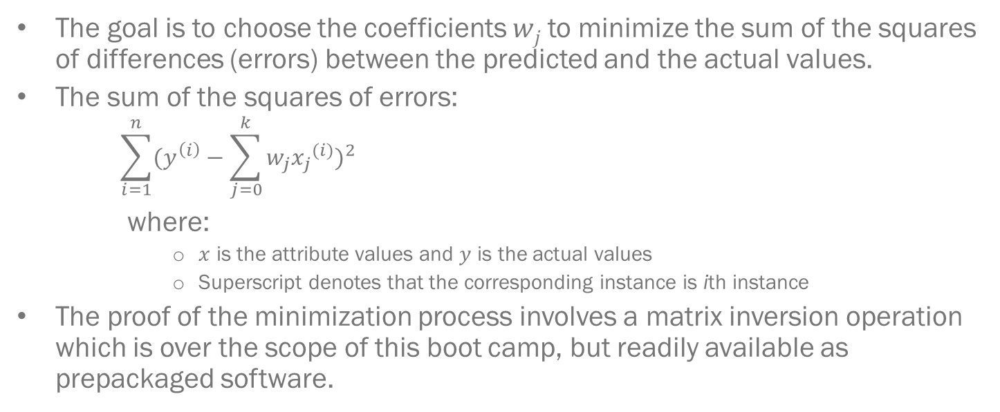 • The goal is to choose the coefficients w_j to minimize the sum of the squares
of differences (errors) between the predicted and the actual values.
• The sum of the squares of errors:
\sum_{i=1}^{n} (y^{(i)} - \sum_{j=0}^{k} w_j x_j^{(i)})^2
where:
○ x is the attribute values and y is the actual values
○ Superscript denotes that the corresponding instance is ith instance
• The proof of the minimization process involves a matrix inversion operation
which is over the scope of this boot camp, but readily available as
prepackaged software.